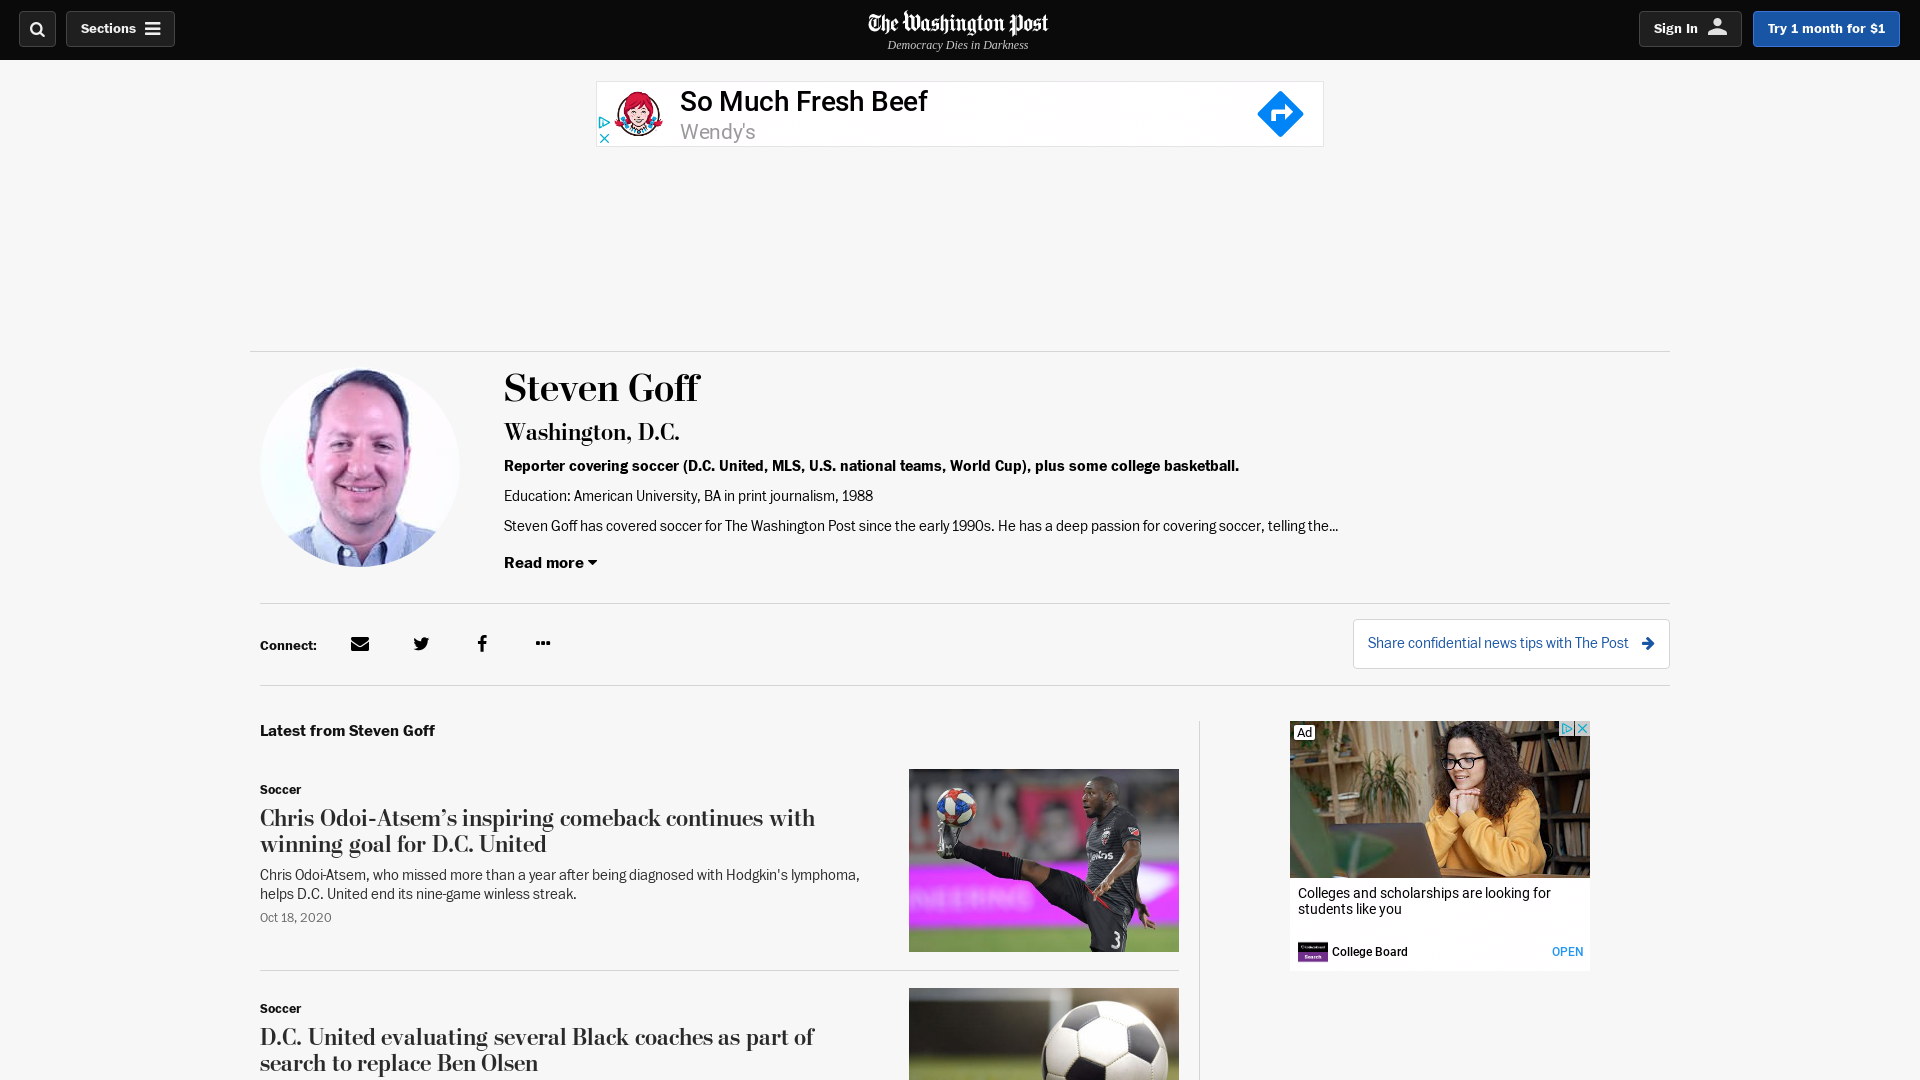 Sections
The Washington Post
Democracy Dies in Darkness
Sign In
Try 1 month for $1
So Much Fresh Beef
Wendy's
Steven Goff
Washington, D.C.
Reporter covering soccer (D.C. United, MLS, U.S. national teams, World Cup), plus some college basketball.
Education: American University, BA in print journalism, 1988
Steven Goff has covered soccer for The Washington Post since the early 1990s. He has a deep passion for covering soccer, telling the...
Read more
Connect:
Share confidential news tips with The Post
Latest from Steven Goff
Soccer
Chris Odoi-Atsem’s inspiring comeback continues with
winning goal for D.C. United
Chris Odoi-Atsem, who missed more than a year after being diagnosed with Hodgkin's lymphoma,
helps D.C. United end its nine-game winless streak.
Oct 18, 2020
3
Soccer
D.C. United evaluating several Black coaches as part of
search to replace Ben Olsen
Ad
Colleges and scholarships are looking for
students like you
Search
College Board
OPEN